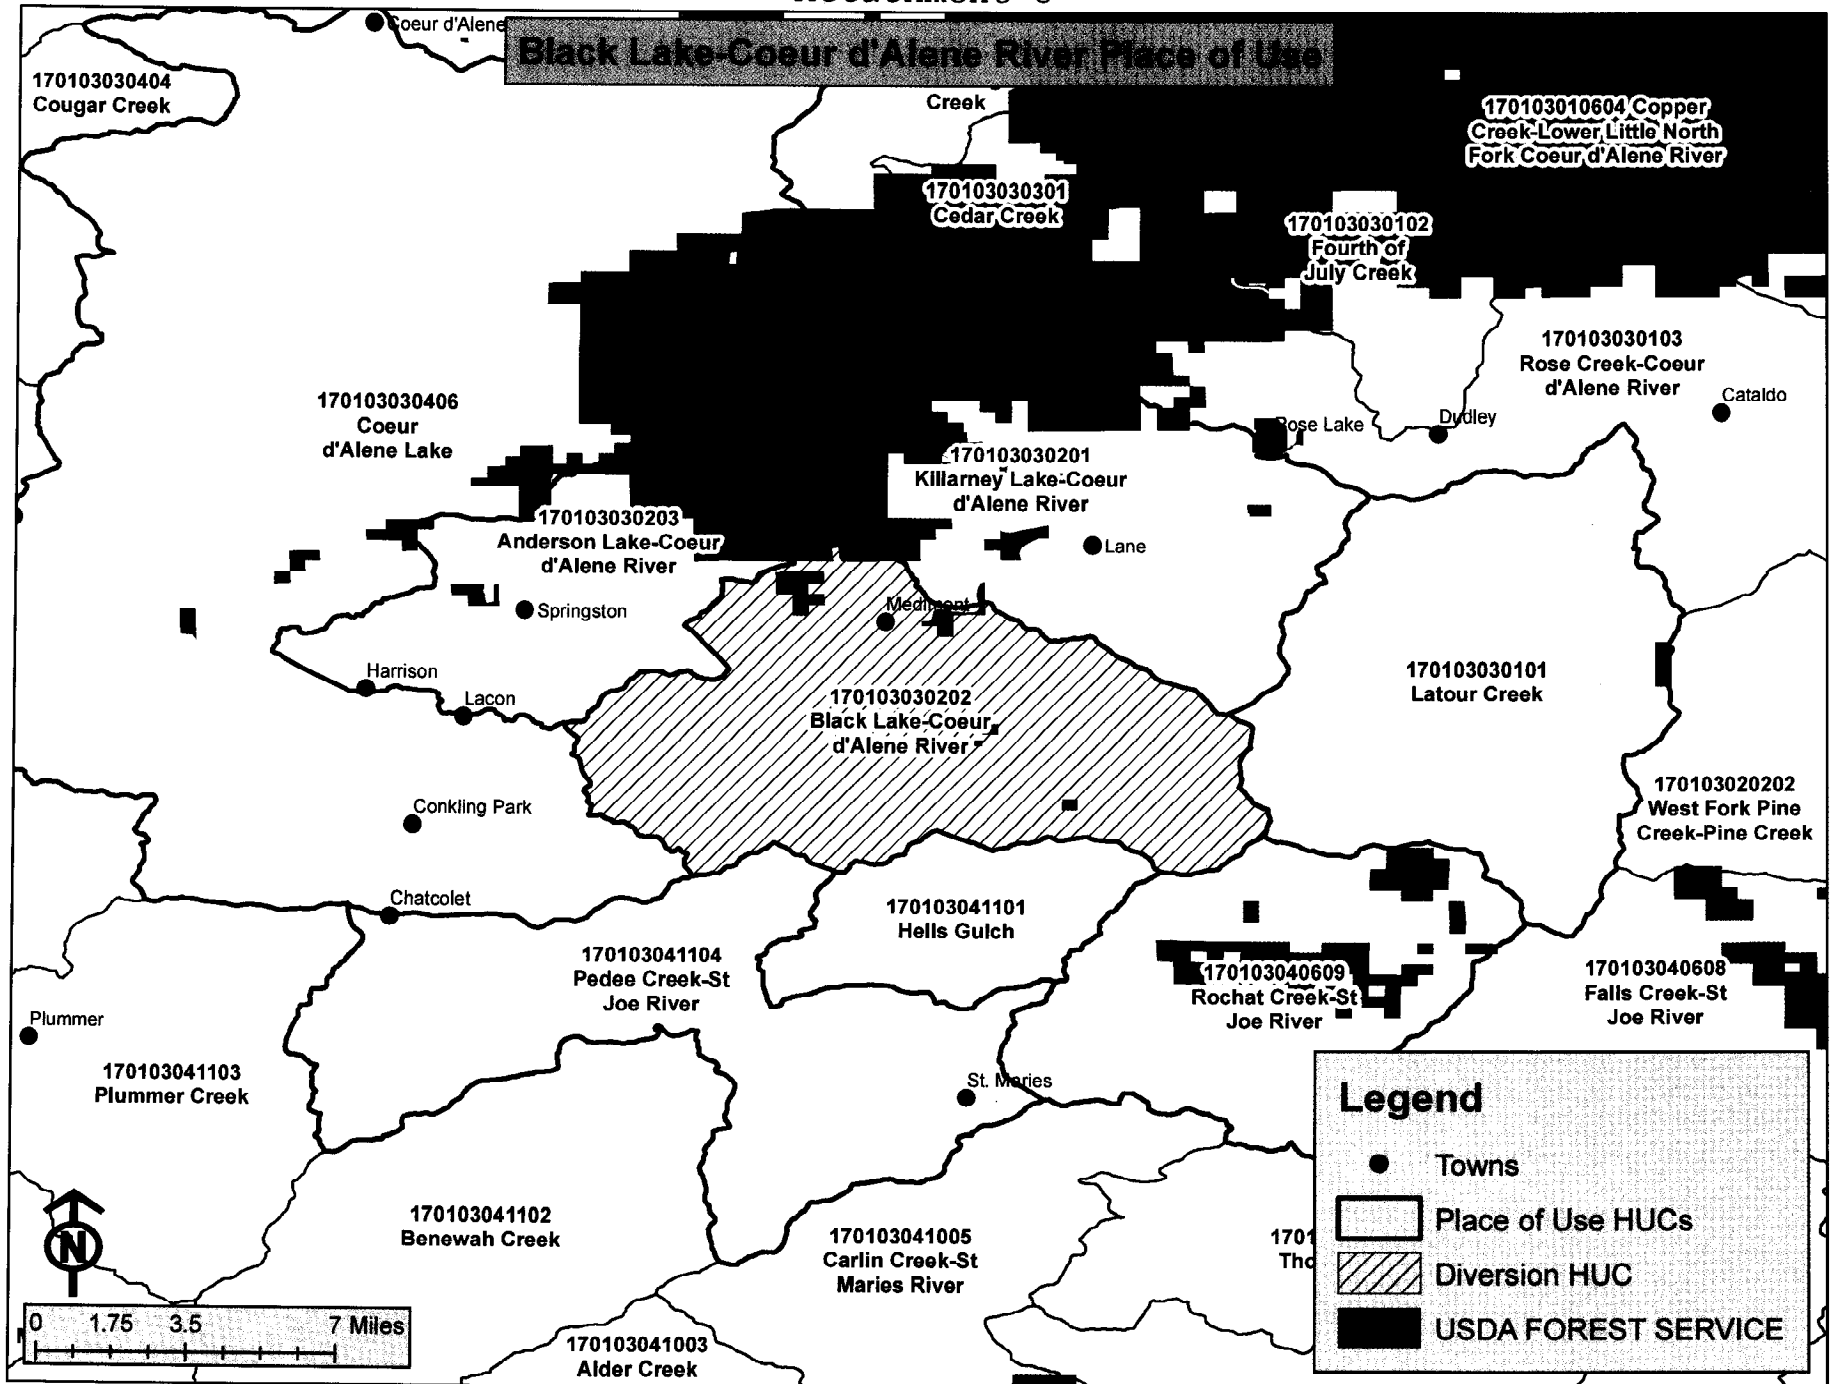 Coeur d'Alene
Black Lake-Coeur d'Alene River Place of Use
170103030404
Cougar Creek
Creek
170103010604 Copper
Creek-Lower Little North
Fork Coeur d'Alene River
170103030301
Cedar Creek
170103030102
Fourth of
July Creek
170103030103
Rose Creek-Coeur
d'Alene River
Cataldo
170103030406
Coeur
d'Alene Lake
Rose Lake
Dudley
170103030201
Killarney Lake-Coeur
d'Alene River
170103030203
Anderson Lake-Coeur
d'Alene River
Lane
Springston
Medimont
Harrison
Lacon
170103030202
Black Lake-Coeur
d'Alene River
170103030101
Latour Creek
Conkling Park
170103020202
West Fork Pine
Creek-Pine Creek
Chatcolet
170103041101
Hells Gulch
170103041104
Pedee Creek-St
Joe River
170103040609
Rochat Creek-St
Joe River
170103040608
Falls Creek-St
Joe River
Plummer
170103041103
Plummer Creek
St. Maries
170103041102
Benewah Creek
170103041005
Carlin Creek-St
Maries River
1701
Tho
170103041003
Alder Creek
N
0 1.75 3.5 7 Miles
Legend
Towns
Place of Use HUCs
Diversion HUC
USDA FOREST SERVICE